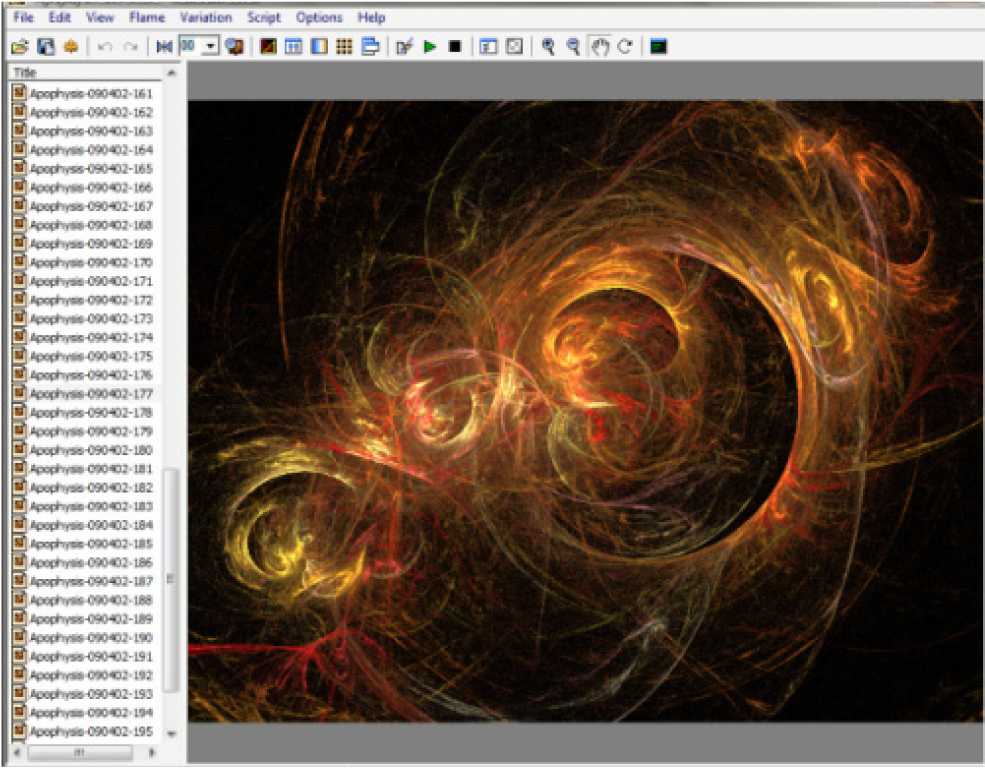 File Edit View Flame Variation Script Options Help
00
Title
Apophysis-090402-161
Apophysis-090402-162
Apophysis-090402-163
Apophysis-090402-164
Apophysis-090402-165
Apophysis-090402-166
Apophysis-090402-167
Apophysis-090402-168
Apophysis-090402-169
Apophysis-090402-170
Apophysis-090402-171
Apophysis-090402-172
Apophysis-090402-173
Apophysis-090402-174
Apophysis-090402-175
Apophysis-090402-176
Apophysis-090402-177
Apophysis-090402-178
Apophysis-090402-179
Apophysis-090402-180
Apophysis-090402-181
Apophysis-090402-182
Apophysis-090402-183
Apophysis-090402-184
Apophysis-090402-185
Apophysis-090402-186
Apophysis-090402-187
Apophysis-090402-188
Apophysis-090402-189
Apophysis-090402-190
Apophysis-090402-191
Apophysis-090402-192
Apophysis-090402-193
Apophysis-090402-194
Apophysis-090402-195